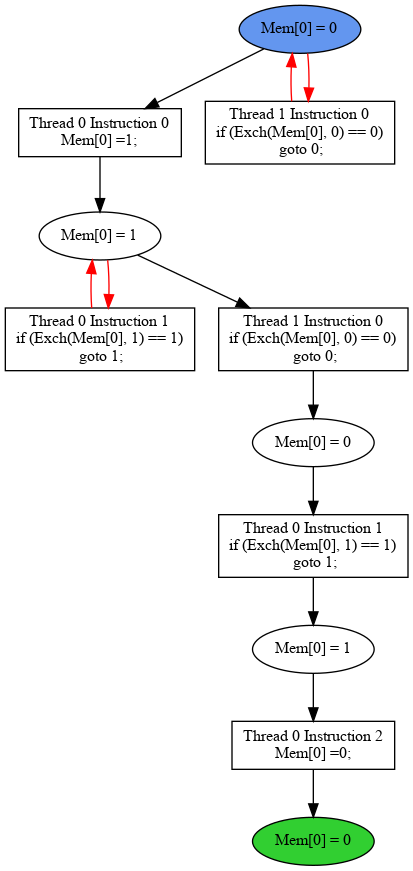 Mem[0] = 0
Thread 0 Instruction 0
Mem[0] =1;
Thread 1 Instruction 0
if (Exch(Mem[0], 0) == 0)
goto 0;
Mem[0] = 1
Thread 0 Instruction 1
if (Exch(Mem[0], 1) == 1)
goto 1;
Thread 1 Instruction 0
if (Exch(Mem[0], 0) == 0)
goto 0;
Mem[0] = 0
Thread 0 Instruction 1
if (Exch(Mem[0], 1) == 1)
goto 1;
Mem[0] = 1
Thread 0 Instruction 2
Mem[0] =0;
Mem[0] = 0